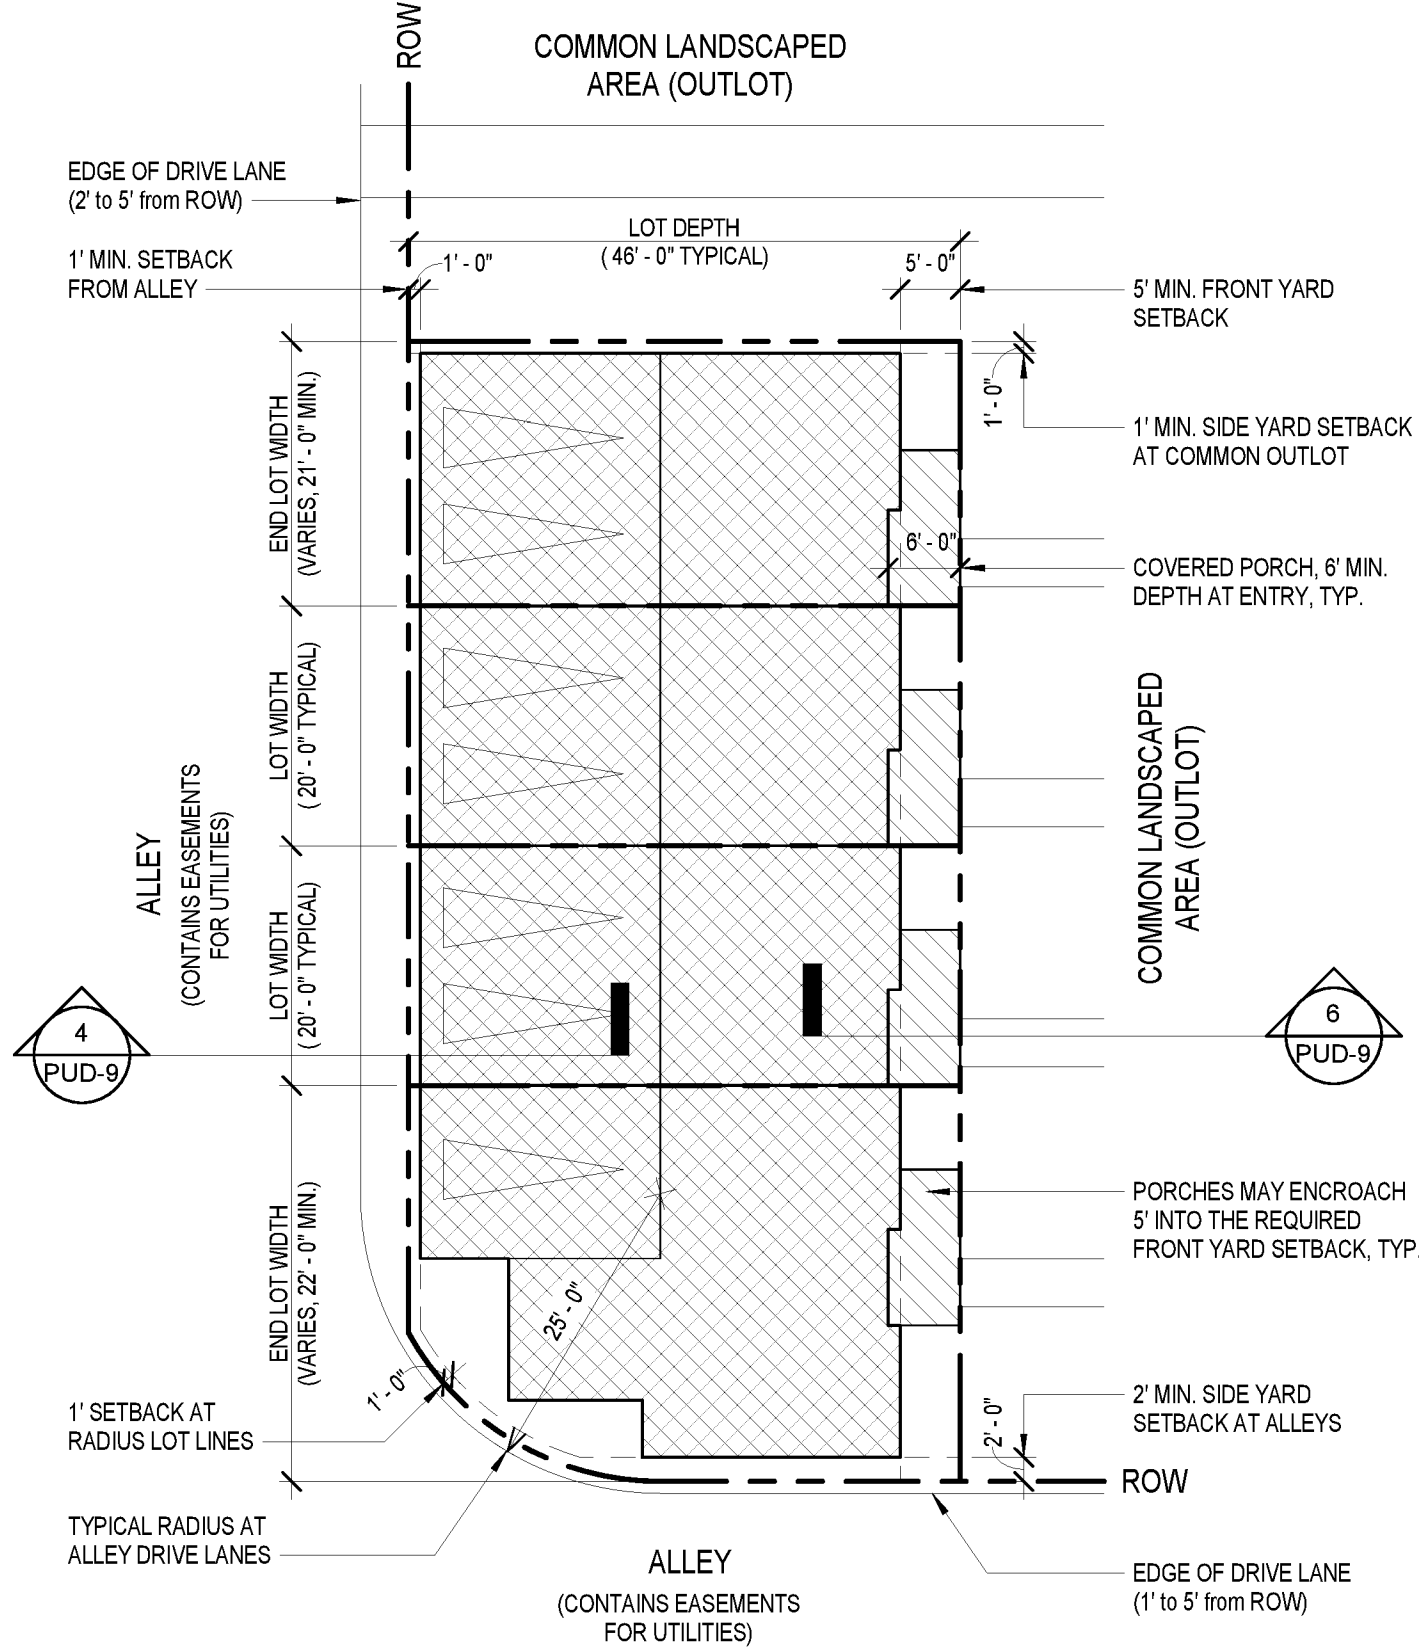 ROW
COMMON LANDSCAPED
AREA (OUTLOT)
EDGE OF DRIVE LANE
(2' to 5' from ROW)
LOT DEPTH
( 46' - 0" TYPICAL)
1' MIN. SETBACK
FROM ALLEY
1' - 0"
5' - 0"
5' MIN. FRONT YARD
SETBACK
END LOT WIDTH
(VARIES, 21' - 0" MIN.)
1' - 0"
1' MIN. SIDE YARD SETBACK
AT COMMON OUTLOT
6' - 0"
COVERED PORCH, 6' MIN.
DEPTH AT ENTRY, TYP.
LOT WIDTH
( 20' - 0" TYPICAL)
COMMON LANDSCAPED
AREA (OUTLOT)
ALLEY
(CONTAINS EASEMENTS
FOR UTILITIES)
LOT WIDTH
( 20' - 0" TYPICAL)
4
PUD-9
6
PUD-9
END LOT WIDTH
(VARIES, 22' - 0" MIN.)
PORCHES MAY ENCROACH
5' INTO THE REQUIRED
FRONT YARD SETBACK, TYP.
25' - 0"
1' - 0"
1' SETBACK AT
RADIUS LOT LINES
2' - 0"
2' MIN. SIDE YARD
SETBACK AT ALLEYS
ROW
TYPICAL RADIUS AT
ALLEY DRIVE LANES
ALLEY
(CONTAINS EASEMENTS
FOR UTILITIES)
EDGE OF DRIVE LANE
(1' to 5' from ROW)